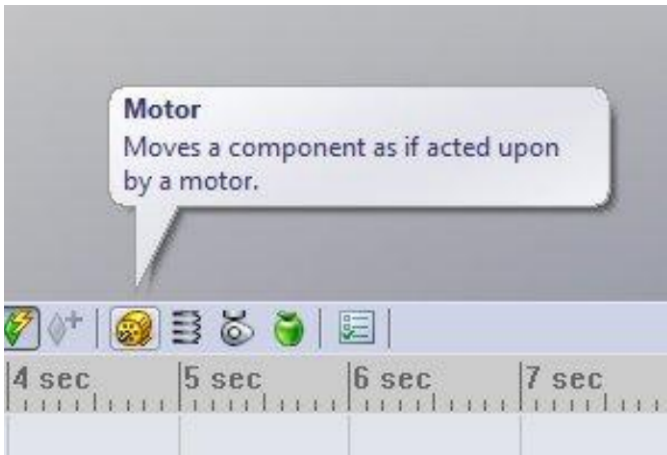 Motor
Moves a component as if acted upon
by a motor.
4 sec 5 sec 6 sec 7 sec